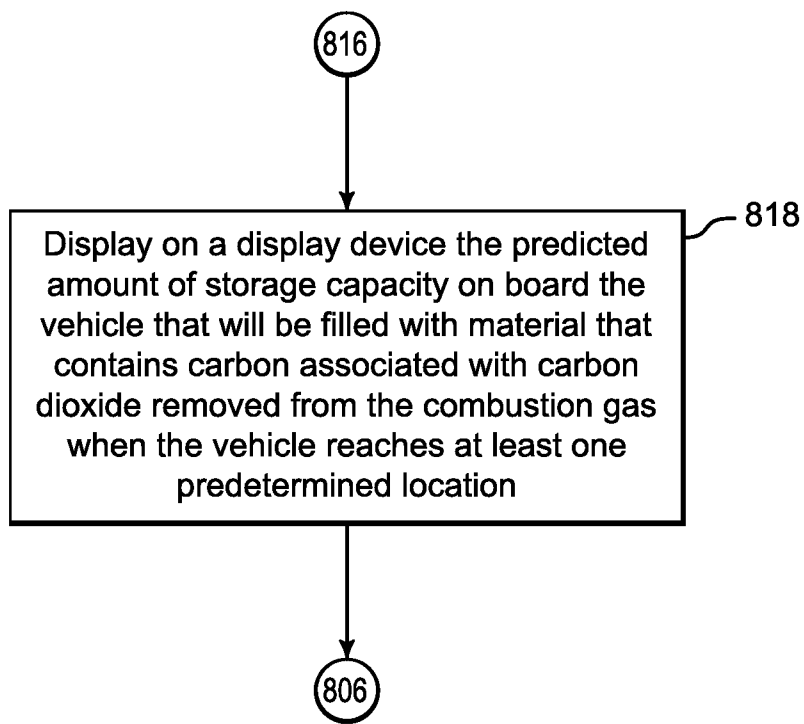 816
818
Display on a display device the predicted
amount of storage capacity on board the
vehicle that will be filled with material that
contains carbon associated with carbon
dioxide removed from the combustion gas
when the vehicle reaches at least one
predetermined location
806